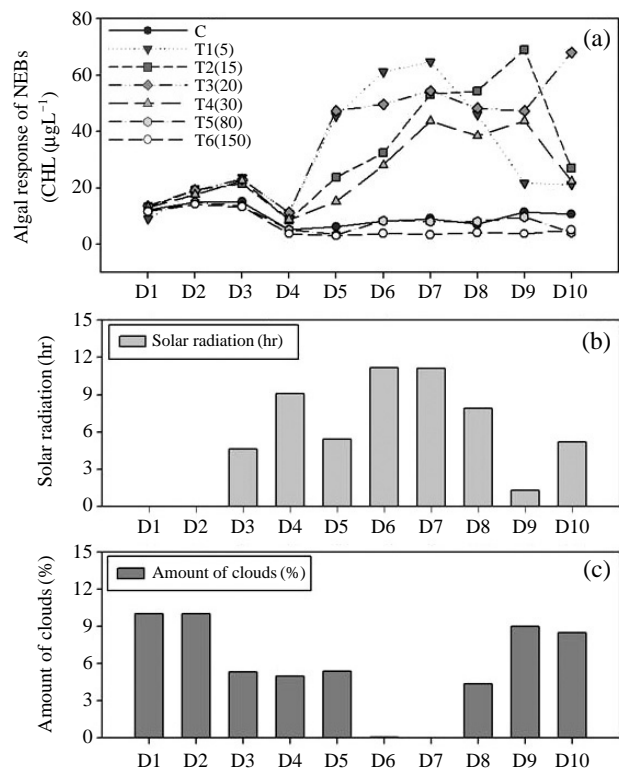 Algal response of NEBs
(CHL (µgL⁻¹)
80
60
40
20
0
C
T1(5)
T2(15)
T3(20)
T4(30)
T5(80)
T6(150)
(a)
D1 D2 D3 D4 D5 D6 D7 D8 D9 D10
Solar radiation (hr)
15
12
9
6
3
0
Solar radiation (hr)
(b)
D1 D2 D3 D4 D5 D6 D7 D8 D9 D10
Amount of clouds (%)
15
12
9
6
3
0
Amount of clouds (%)
(c)
D1 D2 D3 D4 D5 D6 D7 D8 D9 D10